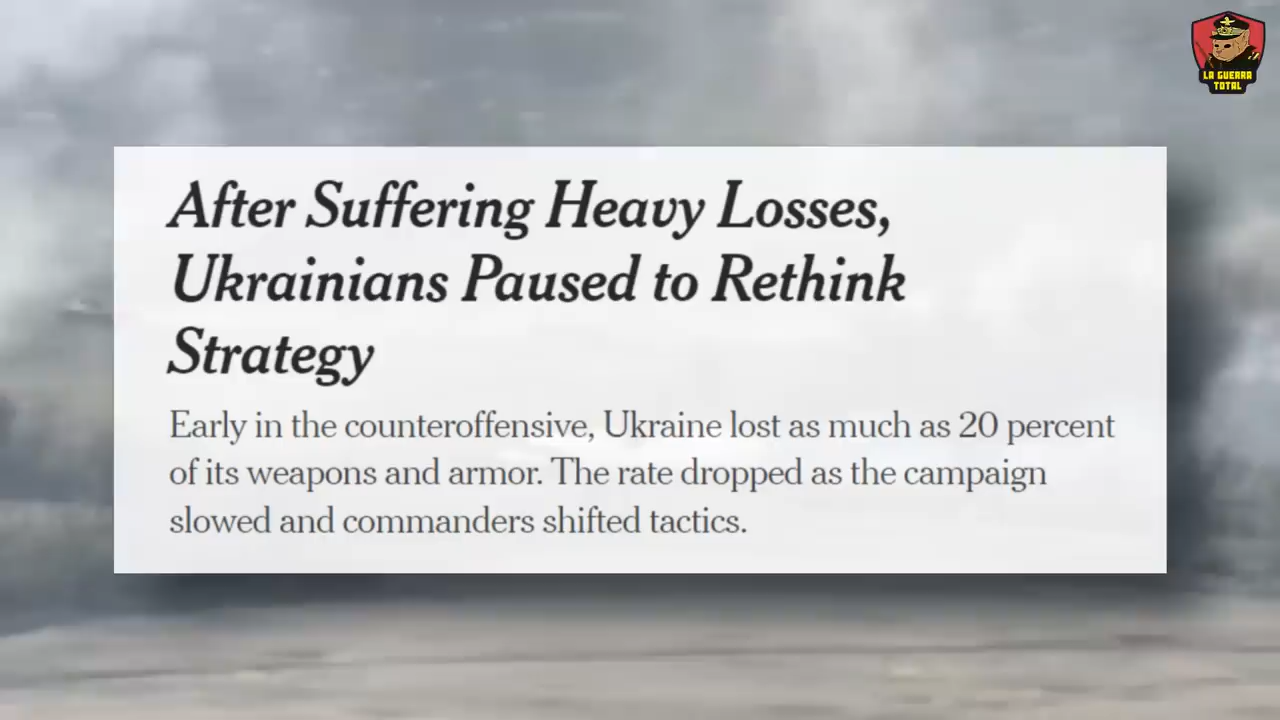 LA GUERRA
TOTAL
After Suffering Heavy Losses,
Ukrainians Paused to Rethink
Strategy
Early in the counteroffensive, Ukraine lost as much as 20 percent
of its weapons and armor. The rate dropped as the campaign
slowed and commanders shifted tactics.